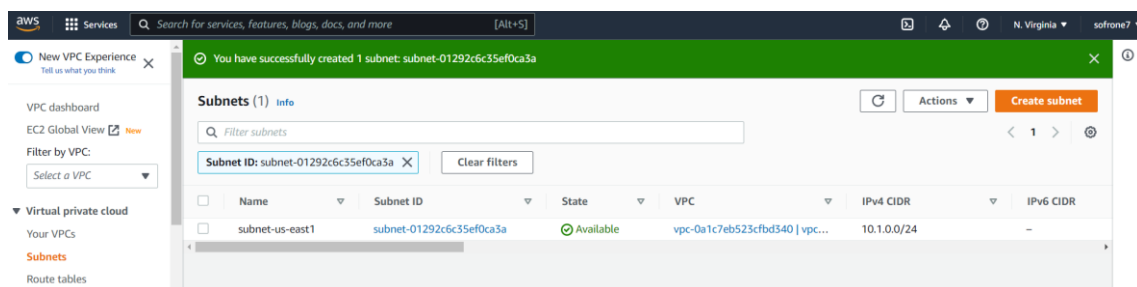 aws Services Search for services, features, blogs, docs, and more [Alt+S] N. Virginia sofrone7
New VPC Experience
Tell us what you think
You have successfully created 1 subnet: subnet-01292c6c35ef0ca3a
VPC dashboard
EC2 Global View New
Filter by VPC:
Select a VPC
Virtual private cloud
Your VPCs
Subnets
Route tables
Subnets (1) Info
Actions Create subnet
Filter subnets
1
Subnet ID: subnet-01292c6c35ef0ca3a Clear filters
Name Subnet ID State VPC IPv4 CIDR IPv6 CIDR
subnet-us-east1 subnet-01292c6c35ef0ca3a Available vpc-0a1c7eb523cfbd340 | vpc... 10.1.0.0/24 –